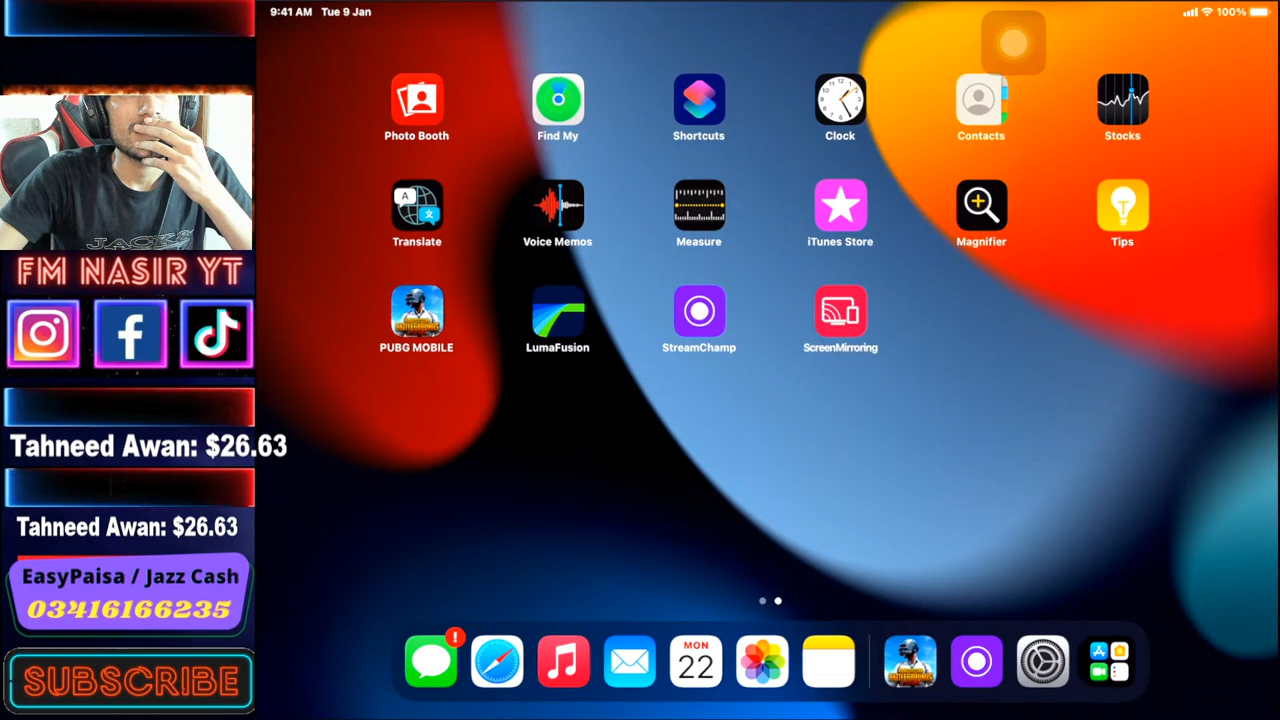 9:41 AM Tue 9 Jan
100%
Photo Booth
Find My
Shortcuts
Clock
Contacts
Stocks
Translate
Voice Memos
Measure
iTunes Store
Magnifier
Tips
PUBG MOBILE
LumaFusion
StreamChamp
ScreenMirroring
MON
22
FM NASIR YT
Tahneed Awan: $26.63
Tahneed Awan: $26.63
EasyPaisa / Jazz Cash
03416166235
SUBSCRIBE